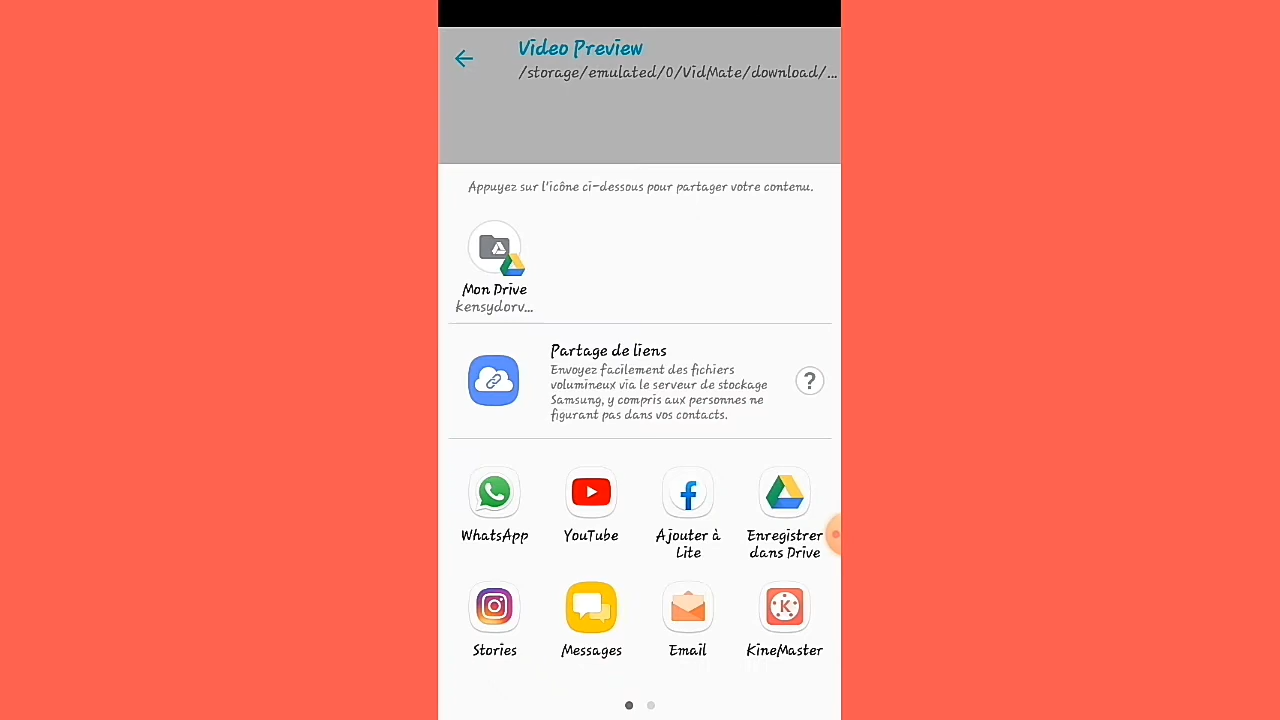 Video Preview
/storage/emulated/0/VidMate/download/...
Appuyez sur l'icône ci-dessous pour partager votre contenu.
Mon Drive
kensydorv...
Partage de liens
Envoyez facilement des fichiers
volumineux via le serveur de stockage
Samsung, y compris aux personnes ne
figurant pas dans vos contacts.
?
WhatsApp
YouTube
Ajouter à
Lite
Enregistrer
dans Drive
Stories
Messages
Email
KineMaster